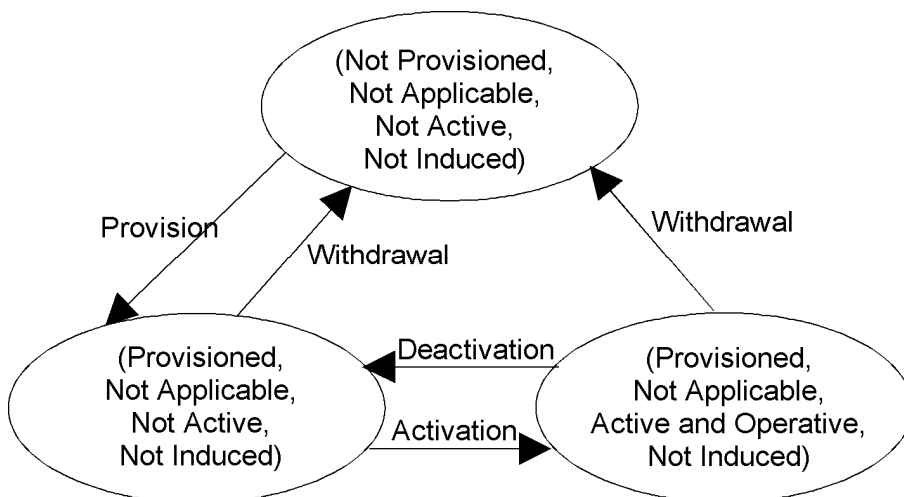 (Not Provisioned,
Not Applicable,
Not Active,
Not Induced)
Provision
Withdrawal
Withdrawal
(Provisioned,
Not Applicable,
Not Active,
Not Induced)
Deactivation
Activation
(Provisioned,
Not Applicable,
Active and Operative,
Not Induced)